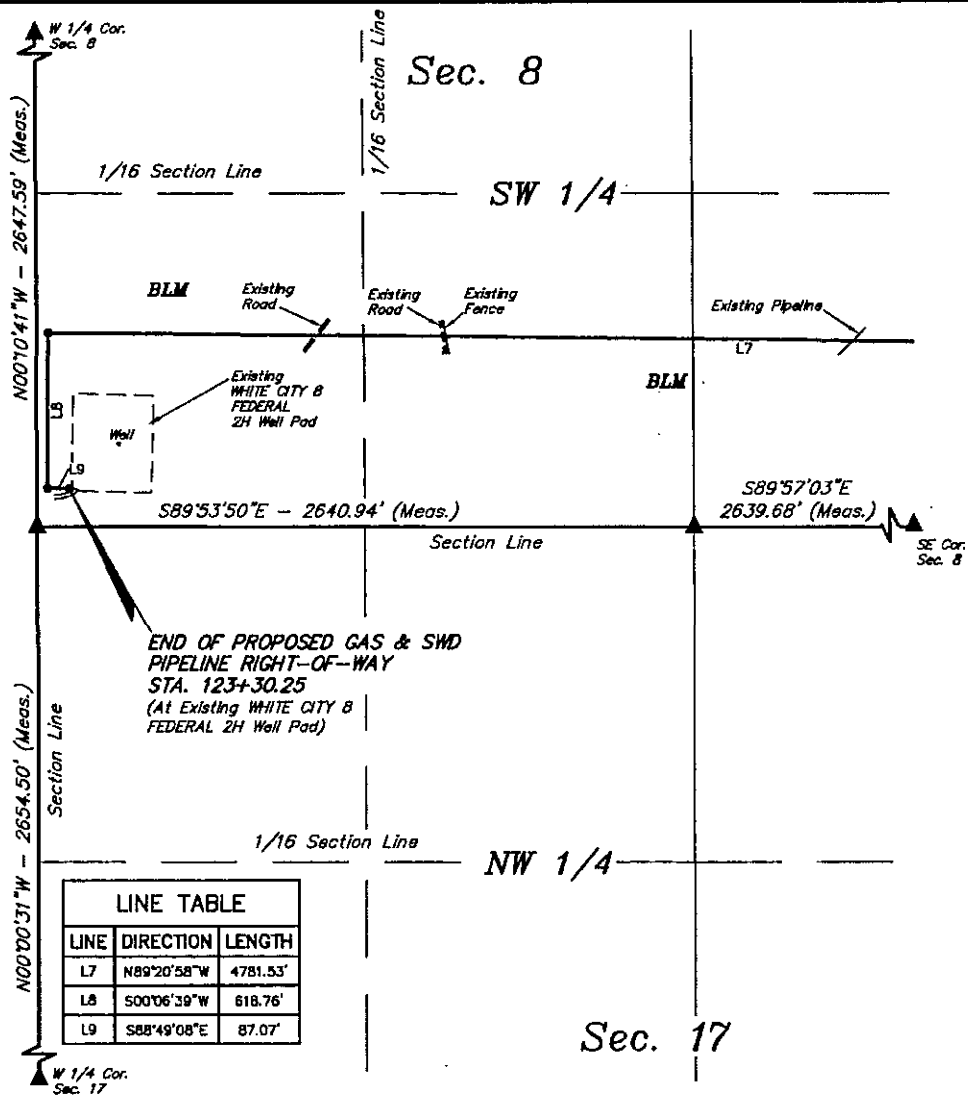 W 1/4 Cor.
Sec. 8
1/16 Section Line
Sec. 8
N00°10'41"W - 2647.59' (Meas.)
1/16 Section Line
SW 1/4
BLM
Existing
Road
Existing
Road
Existing
Fence
Existing Pipeline
L7
BLM
Existing
WHITE CITY 8
FEDERAL
2H Well Pad
Well
L8
L9
S89°53'50"E - 2640.94' (Meas.)
S89°57'03"E
2639.68' (Meas.)
Section Line
SE Cor.
Sec. 8
END OF PROPOSED GAS & SWD
PIPELINE RIGHT-OF-WAY
STA. 123+30.25
(At Existing WHITE CITY 8
FEDERAL 2H Well Pad)
N00°00'31"W - 2654.50' (Meas.)
Section Line
1/16 Section Line
NW 1/4
LINE TABLE
LINE DIRECTION LENGTH
L7 N89°20'58"W 4781.53'
L8 S00°06'39"W 618.76'
L9 S88°49'08"E 87.07'
Sec. 17
W 1/4 Cor.
Sec. 17